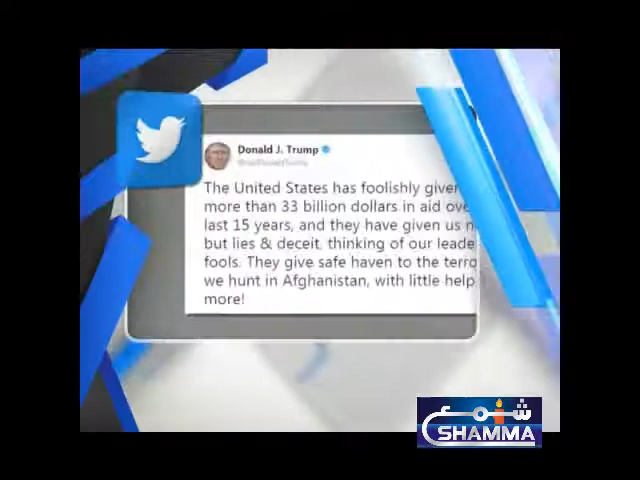 Donald J. Trump
The United States has foolishly given
more than 33 billion dollars in aid ove
last 15 years, and they have given us n
but lies & deceit, thinking of our leade
fools. They give safe haven to the terro
we hunt in Afghanistan, with little help
more!
شمع
SHAMMA